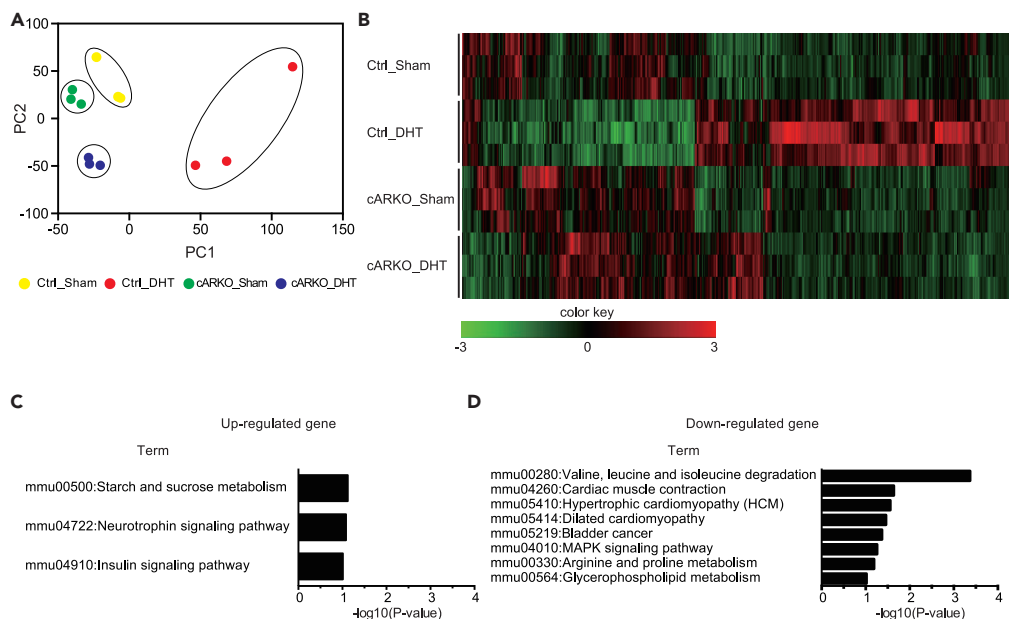 A
100
50
0
-50
-100
PC2
-50 0 50 100 150
PC1
Ctrl_Sham Ctrl_DHT cARKO_Sham cARKO_DHT
B
Ctrl_Sham
Ctrl_DHT
cARKO_Sham
cARKO_DHT
color key
-3 0 3
C
Up-regulated gene
Term
mmu00500:Starch and sucrose metabolism
mmu04722:Neurotrophin signaling pathway
mmu04910:Insulin signaling pathway
0 1 2 3 4
-log10(P-value)
D
Down-regulated gene
Term
mmu00280:Valine, leucine and isoleucine degradation
mmu04260:Cardiac muscle contraction
mmu05410:Hypertrophic cardiomyopathy (HCM)
mmu05414:Dilated cardiomyopathy
mmu05219:Bladder cancer
mmu04010:MAPK signaling pathway
mmu00330:Arginine and proline metabolism
mmu00564:Glycerophospholipid metabolism
0 1 2 3 4
-log10(P-value)